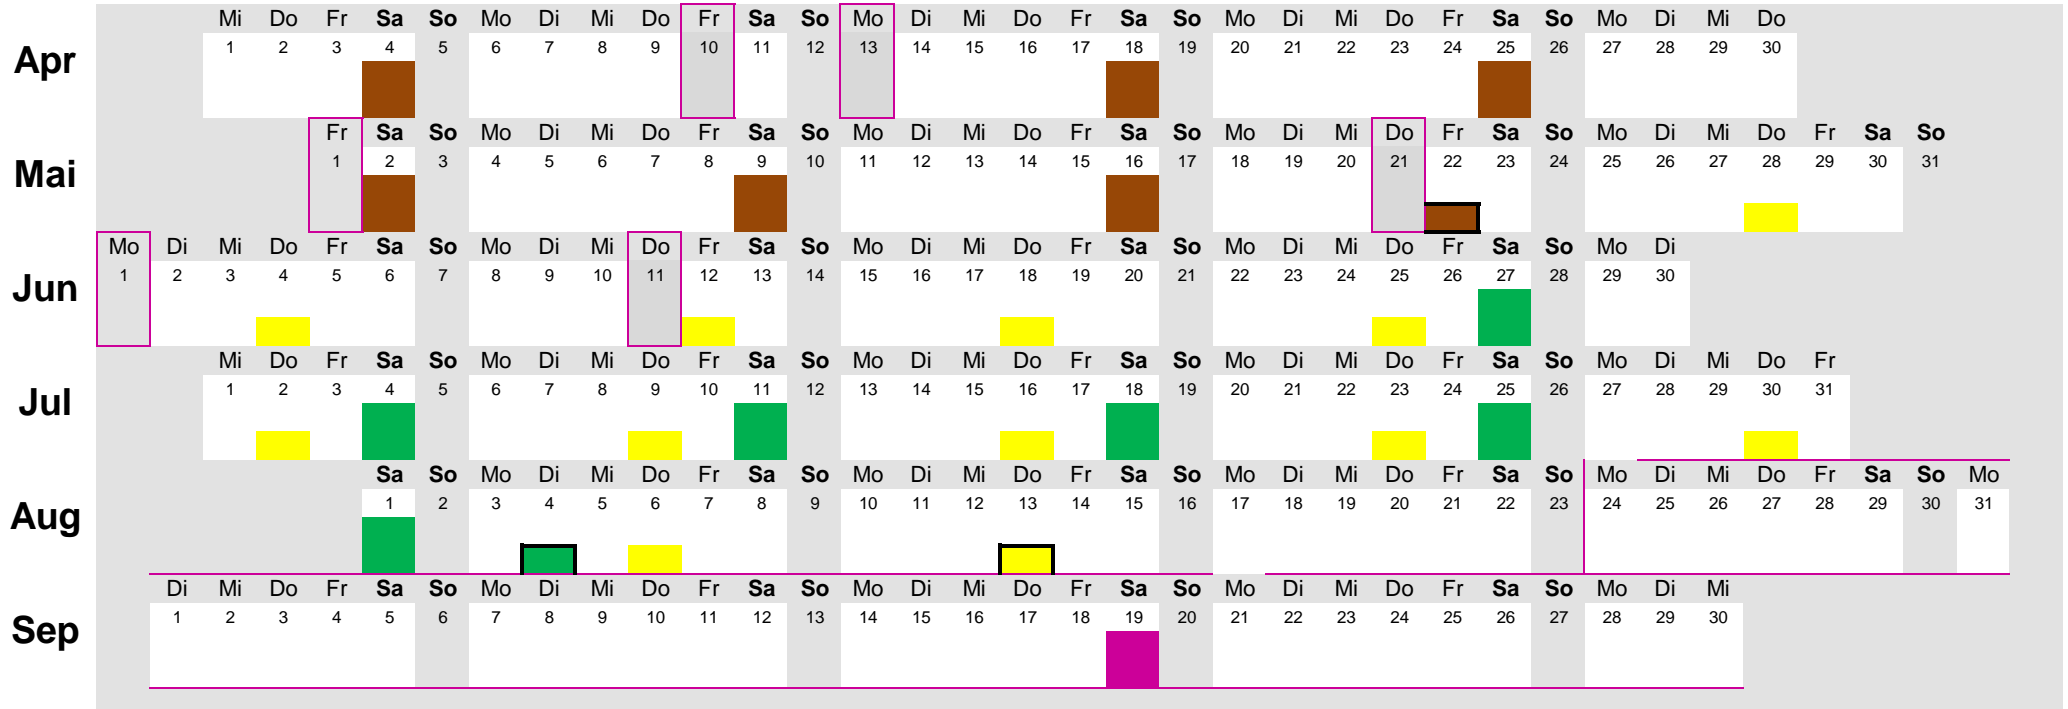 Mi Do Fr Sa So Mo Di Mi Do Fr Sa So Mo Di Mi Do Fr Sa So Mo Di Mi Do Fr Sa So Mo Di Mi Do
Apr 1 2 3 4 5 6 7 8 9 10 11 12 13 14 15 16 17 18 19 20 21 22 23 24 25 26 27 28 29 30
Fr Sa So Mo Di Mi Do Fr Sa So Mo Di Mi Do Fr Sa So Mo Di Mi Do Fr Sa So Mo Di Mi Do Fr Sa So
Mai 1 2 3 4 5 6 7 8 9 10 11 12 13 14 15 16 17 18 19 20 21 22 23 24 25 26 27 28 29 30 31
Mo Di Mi Do Fr Sa So Mo Di Mi Do Fr Sa So Mo Di Mi Do Fr Sa So Mo Di Mi Do Fr Sa So Mo Di
Jun 1 2 3 4 5 6 7 8 9 10 11 12 13 14 15 16 17 18 19 20 21 22 23 24 25 26 27 28 29 30
Mi Do Fr Sa So Mo Di Mi Do Fr Sa So Mo Di Mi Do Fr Sa So Mo Di Mi Do Fr Sa So Mo Di Mi Do Fr
Jul 1 2 3 4 5 6 7 8 9 10 11 12 13 14 15 16 17 18 19 20 21 22 23 24 25 26 27 28 29 30 31
Sa So Mo Di Mi Do Fr Sa So Mo Di Mi Do Fr Sa So Mo Di Mi Do Fr Sa So Mo Di Mi Do Fr Sa So Mo
Aug 1 2 3 4 5 6 7 8 9 10 11 12 13 14 15 16 17 18 19 20 21 22 23 24 25 26 27 28 29 30 31
Di Mi Do Fr Sa So Mo Di Mi Do Fr Sa So Mo Di Mi Do Fr Sa So Mo Di Mi Do Fr Sa So Mo Di Mi
Sep 1 2 3 4 5 6 7 8 9 10 11 12 13 14 15 16 17 18 19 20 21 22 23 24 25 26 27 28 29 30